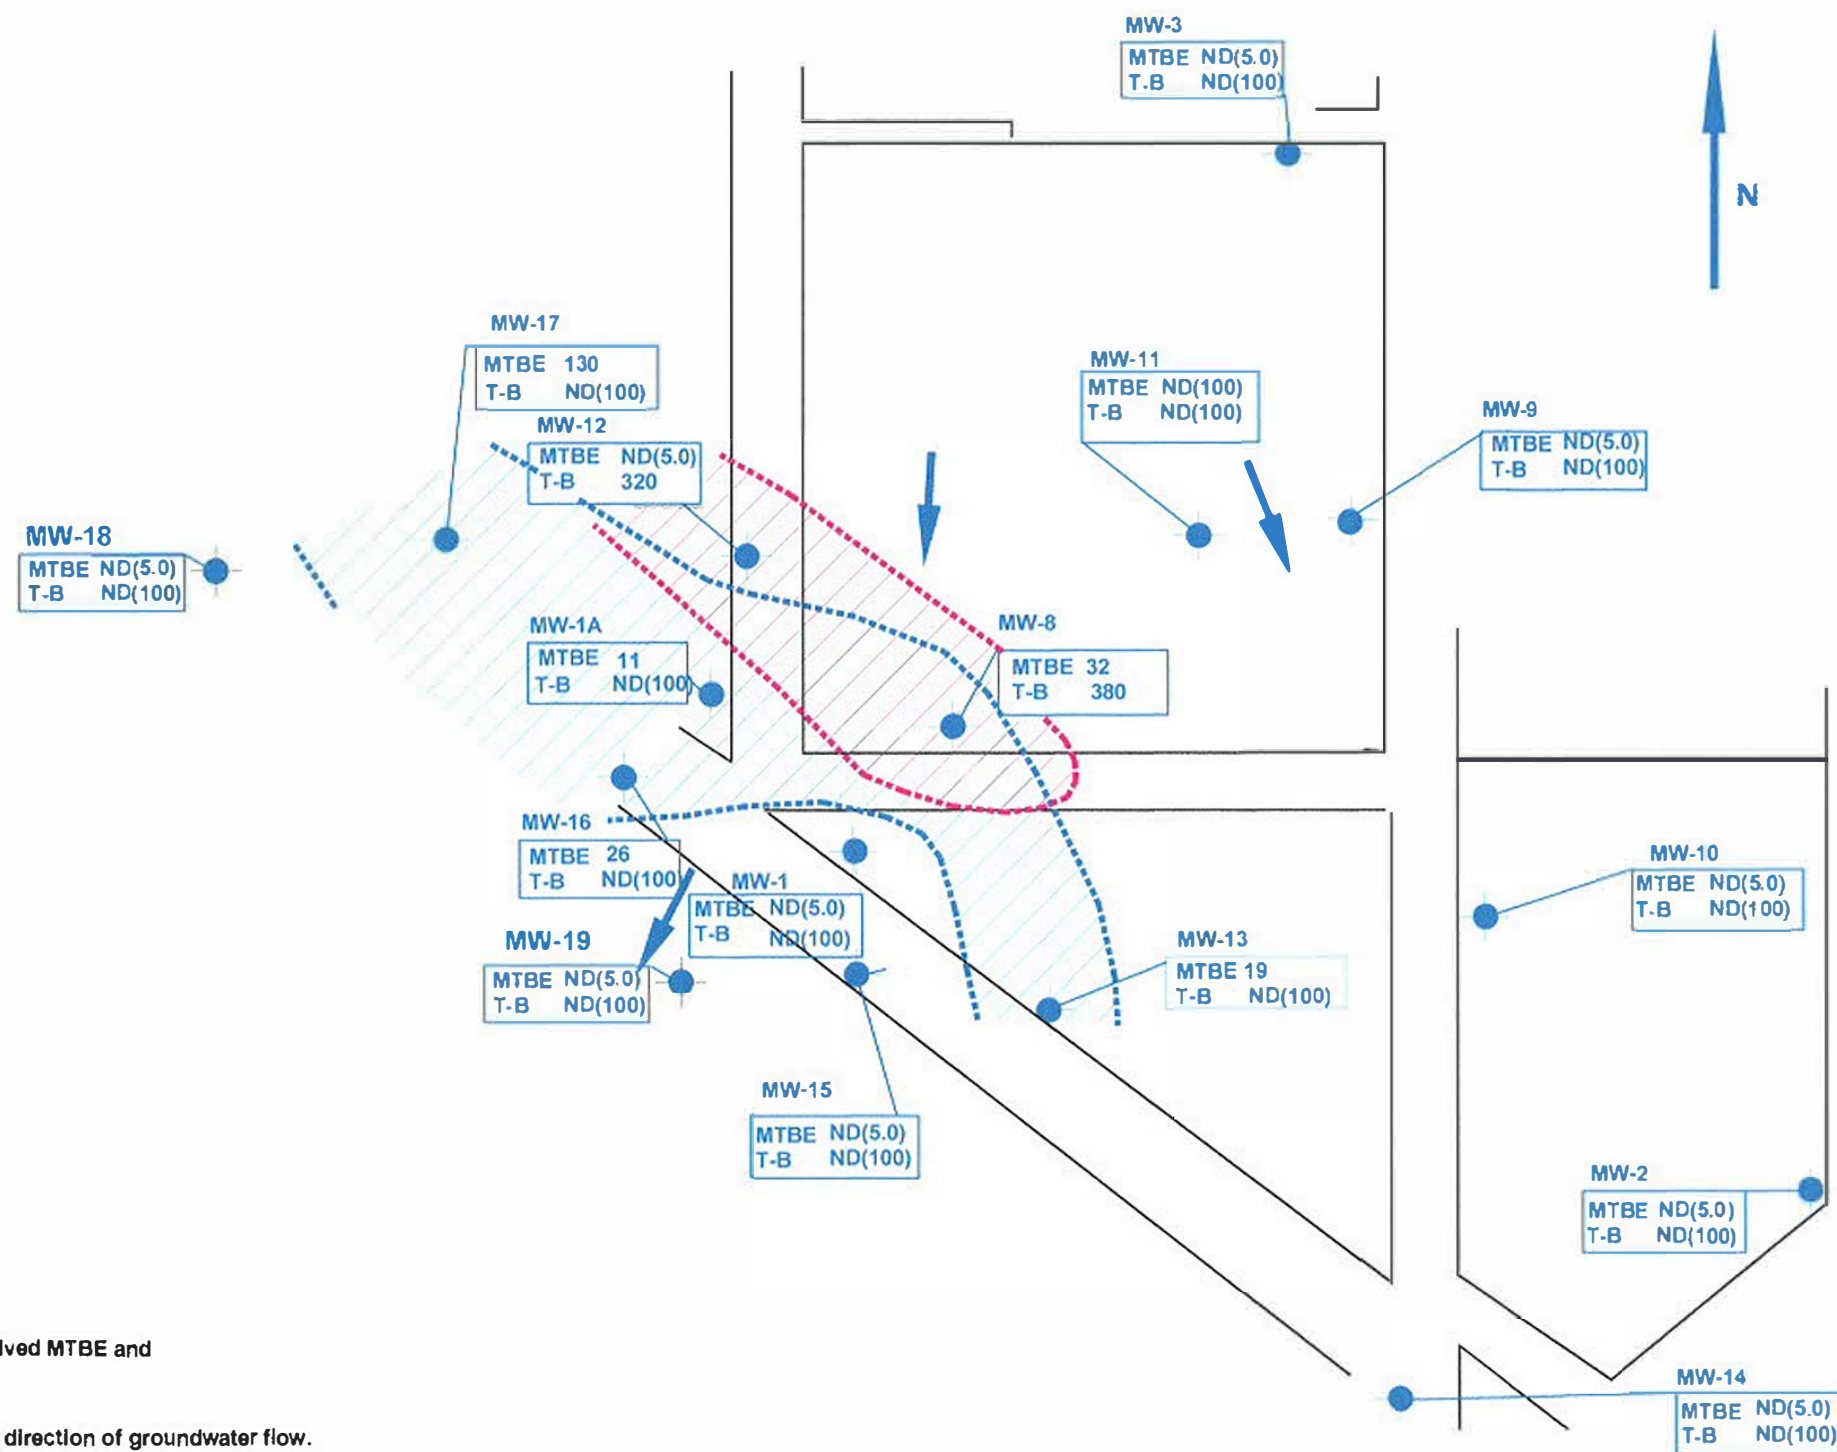 MW-3
MTBE ND(5.0)
T.B ND(100)
N
MW-17
MTBE 130
T-B ND(100)
MW-11
MTBE ND(100)
T-B ND(100)
MW-9
MTBE ND(5.0)
T-B ND(100)
MW-12
MTBE ND(5.0)
T-B 320
MW-18
MTBE ND(5.0)
T-B ND(100)
MW-1A
MTBE 11
T-B ND(100)
MW-8
MTBE 32
T-B 380
MW-16
MTBE 26
T-B ND(100)
MW-1
MTBE ND(5.0)
T-B ND(100)
MW-10
MTBE ND(5.0)
T-B ND(100)
MW-19
MTBE ND(5.0)
T-B ND(100)
MW-13
MTBE 19
T-B ND(100)
MW-15
MTBE ND(5.0)
T-B ND(100)
MW-2
MTBE ND(5.0)
T-B ND(100)
lved MTBE and
MW-14
MTBE ND(5.0)
T-B ND(100)
direction of groundwater flow.